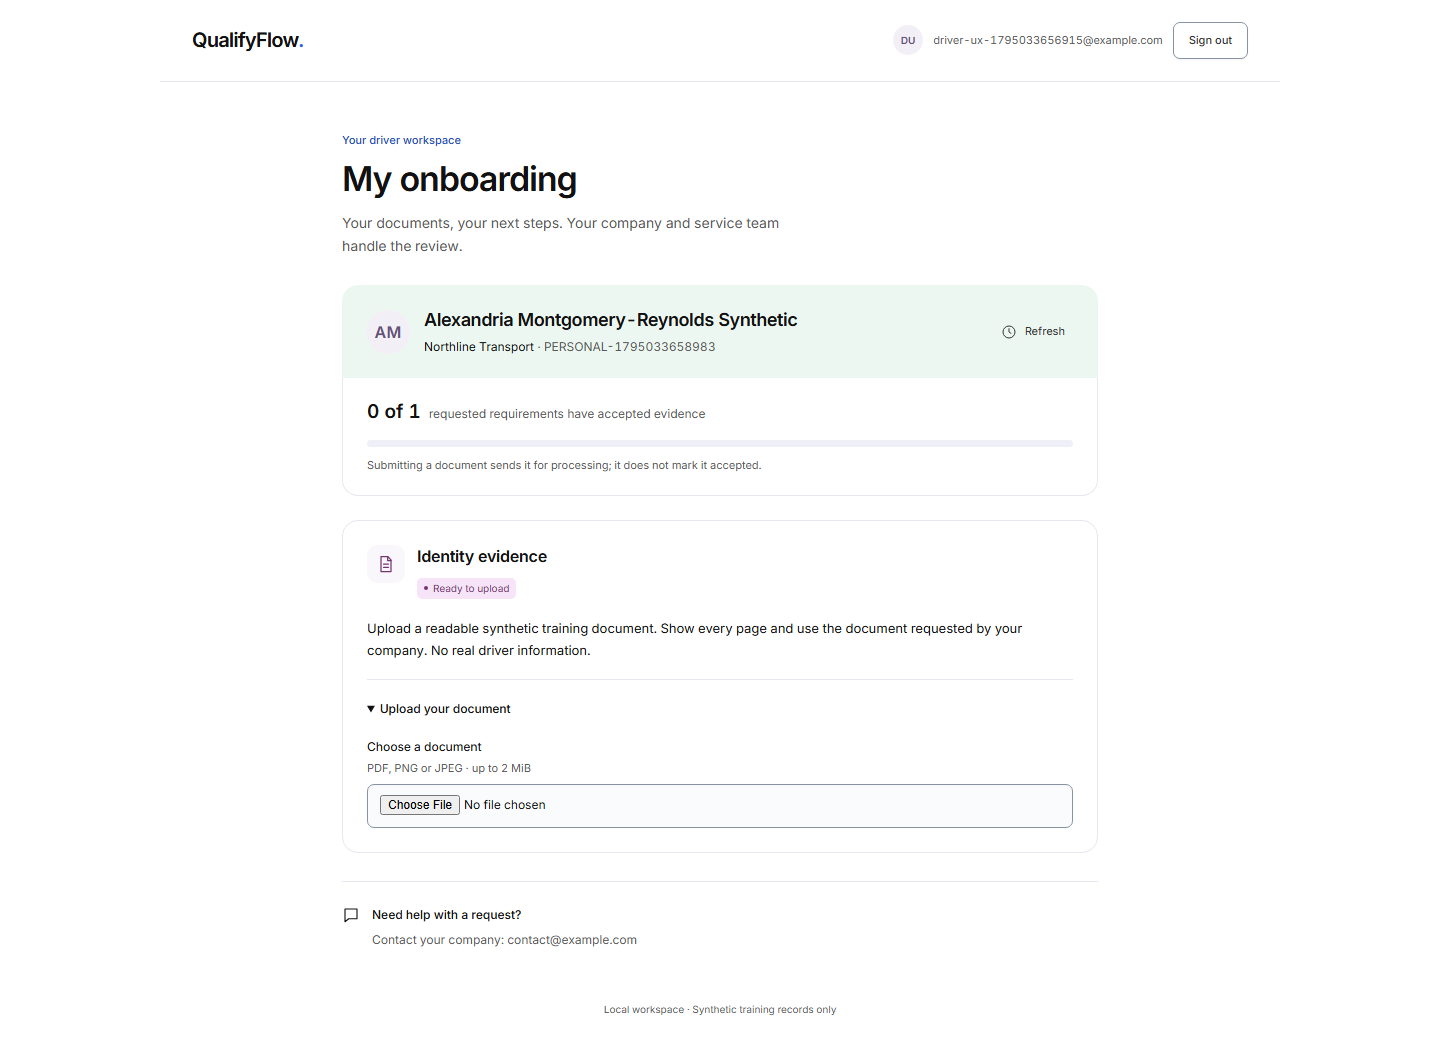 QualifyFlow.
DU
driver-ux-1795033656915@example.com
Sign out
Your driver workspace
My onboarding
Your documents, your next steps. Your company and service team
handle the review.
AM
Alexandria Montgomery-Reynolds Synthetic
Northline Transport · PERSONAL-1795033658983
Refresh
0 of 1 requested requirements have accepted evidence
Submitting a document sends it for processing; it does not mark it accepted.
Identity evidence
Ready to upload
Upload a readable synthetic training document. Show every page and use the document requested by your
company. No real driver information.
Upload your document
Choose a document
PDF, PNG or JPEG · up to 2 MiB
Choose File No file chosen
Need help with a request?
Contact your company: contact@example.com
Local workspace · Synthetic training records only